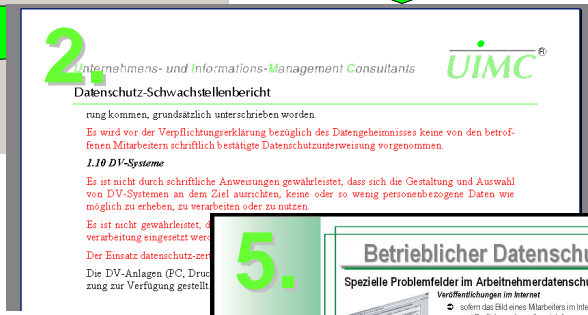 2.
Unternehmens- und Informations-Management Consultants
UIMC®
Datenschutz-Schwachstellenbericht
rung kommen, grundsätzlich unterschrieben worden.
Es wird vor der Verpflichtungserklärung bezüglich des Datengeheimnisses keine von den betrof-
fenen Mitarbeitern schriftlich bestätigte Datenschutzunterweisung vorgenommen.
1.10 DV-Systeme
Es ist nicht durch schriftliche Anweisungen gewährleistet, dass sich die Gestaltung und Auswahl
von DV-Systemen an dem Ziel ausrichten, keine oder so wenig personenbezogene Daten wie
möglich zu erheben, zu verarbeiten oder zu nutzen.
Es ist nicht gewährleistet, d
verarbeitung eingesetzt werd
Der Einsatz datenschutz-zert
Die DV-Anlagen (PC, Druc
zung zur Verfügung gestellt.
5.
Betrieblicher Datenschu
Spezielle Problemfelder im Arbeitnehmerdatenschu
Veröffentlichungen im Internet
sofern das Bild eines Mitarbeiters im Inte